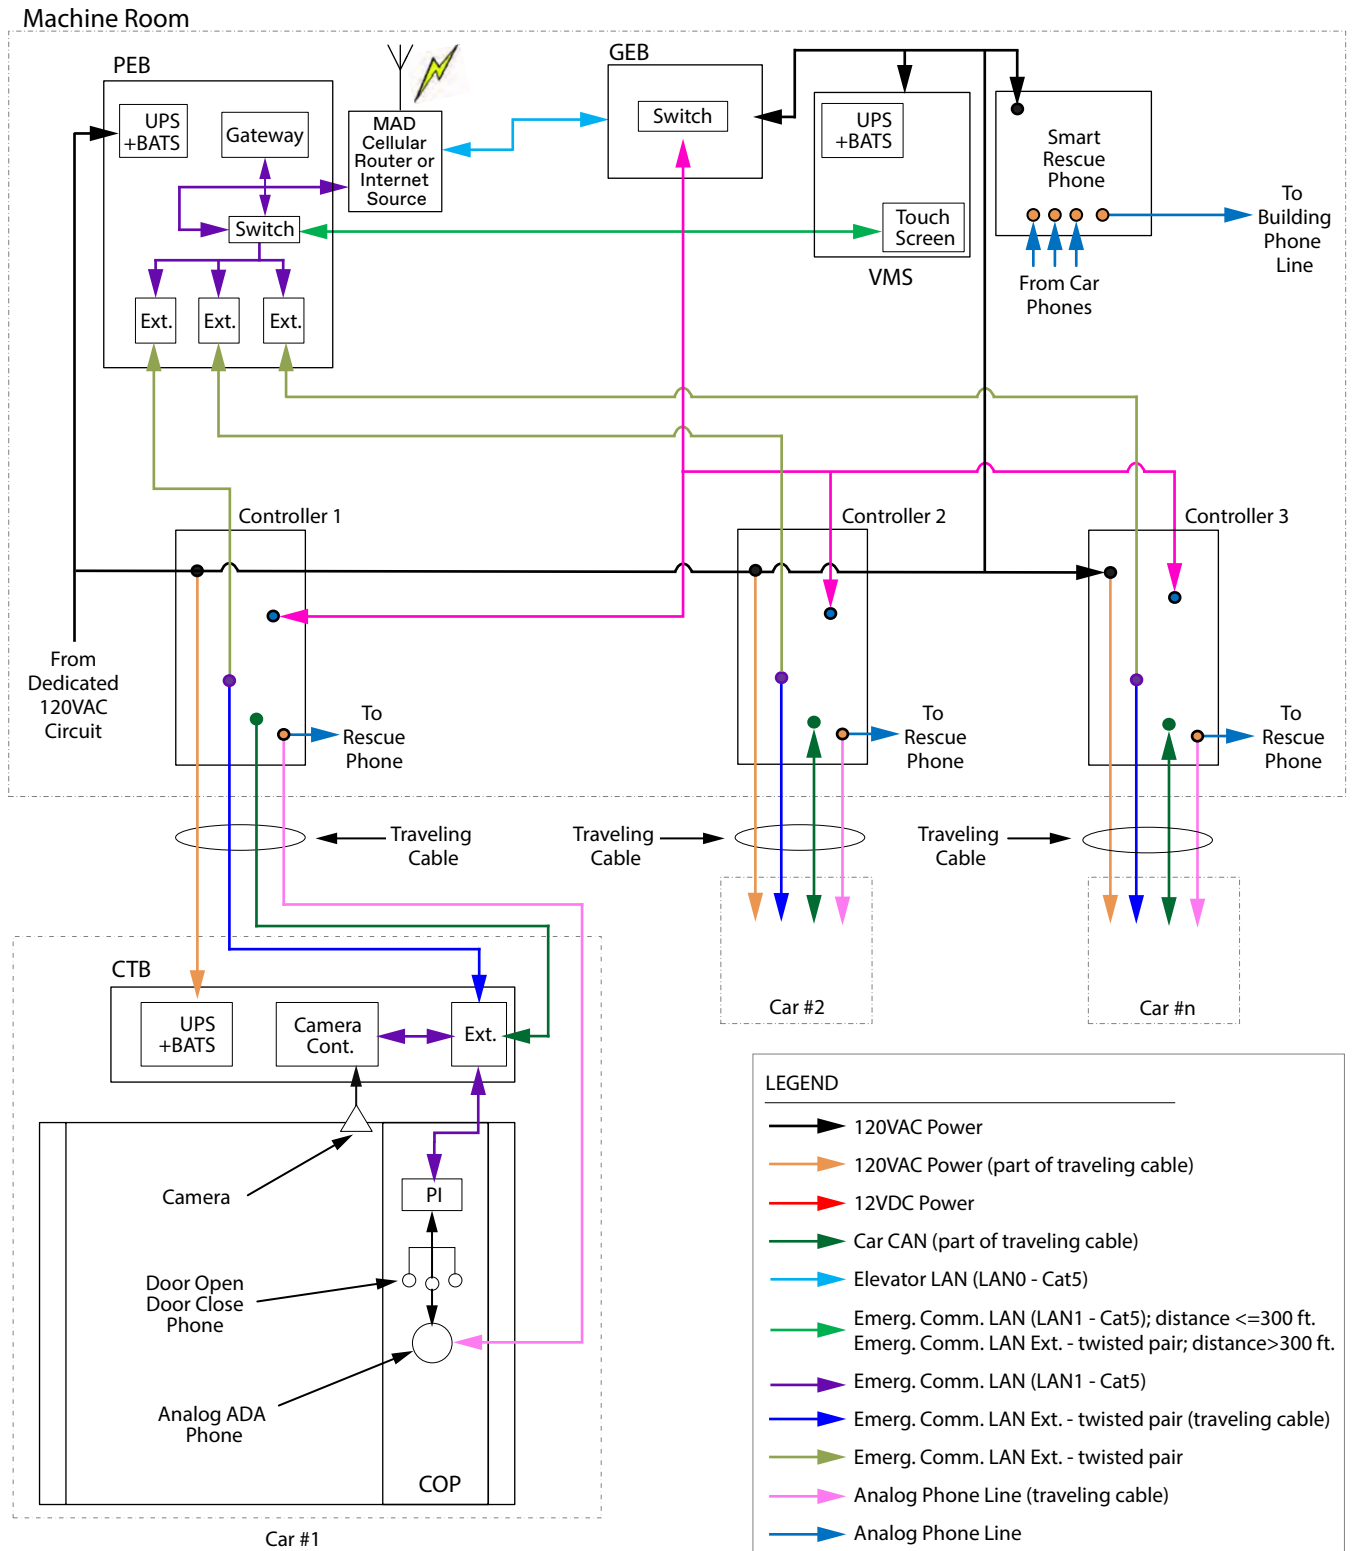 Machine Room
PEB
UPS
+BATS
Gateway
Switch
Ext.
Ext.
Ext.
MAD
Cellular
Router or
Internet
Source
GEB
Switch
UPS
+BATS
Touch
Screen
VMS
Smart
Rescue
Phone
From Car
Phones
To
Building
Phone
Line
Controller 1
Controller 2
Controller 3
From
Dedicated
120VAC
Circuit
To
Rescue
Phone
To
Rescue
Phone
To
Rescue
Phone
Traveling
Cable
Traveling
Cable
Traveling
Cable
CTB
UPS
+BATS
Camera
Cont.
Ext.
Car #2
Car #n
Camera
PI
Door Open
Door Close
Phone
Analog ADA
Phone
COP
Car #1
LEGEND
120VAC Power
120VAC Power (part of traveling cable)
12VDC Power
Car CAN (part of traveling cable)
Elevator LAN (LAN0 - Cat5)
Emerg. Comm. LAN (LAN1 - Cat5); distance <=300 ft.
Emerg. Comm. LAN Ext. - twisted pair; distance>300 ft.
Emerg. Comm. LAN (LAN1 - Cat5)
Emerg. Comm. LAN Ext. - twisted pair (traveling cable)
Emerg. Comm. LAN Ext. - twisted pair
Analog Phone Line (traveling cable)
Analog Phone Line